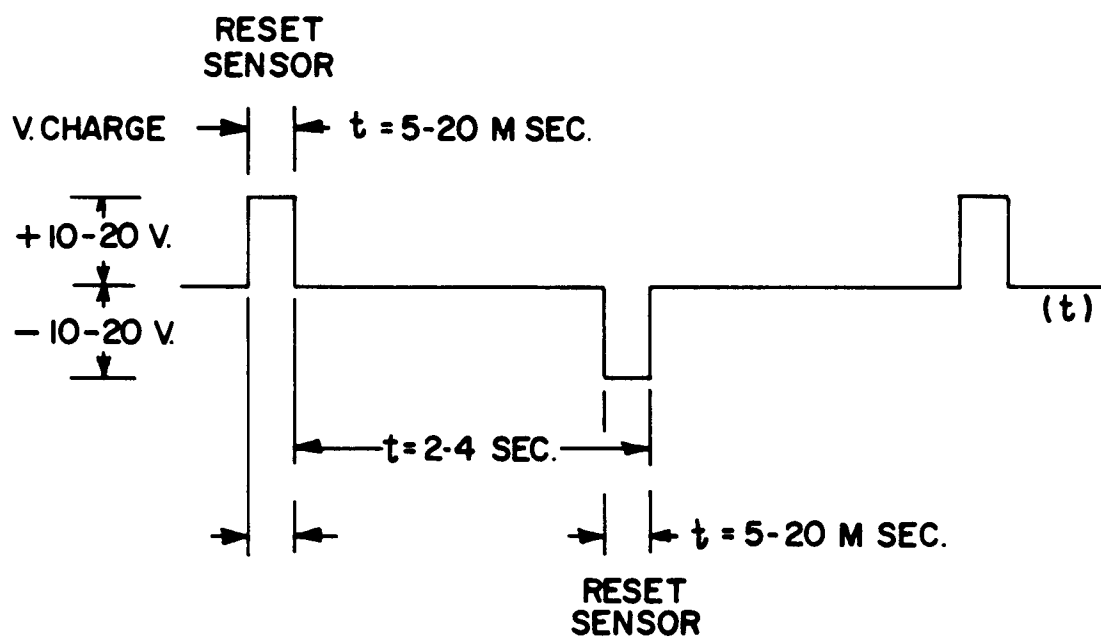 RESET
SENSOR
V. CHARGE
t = 5-20 M SEC.
+10-20 V.
(t)
-10-20 V.
t = 2-4 SEC.
t = 5-20 M SEC.
RESET
SENSOR